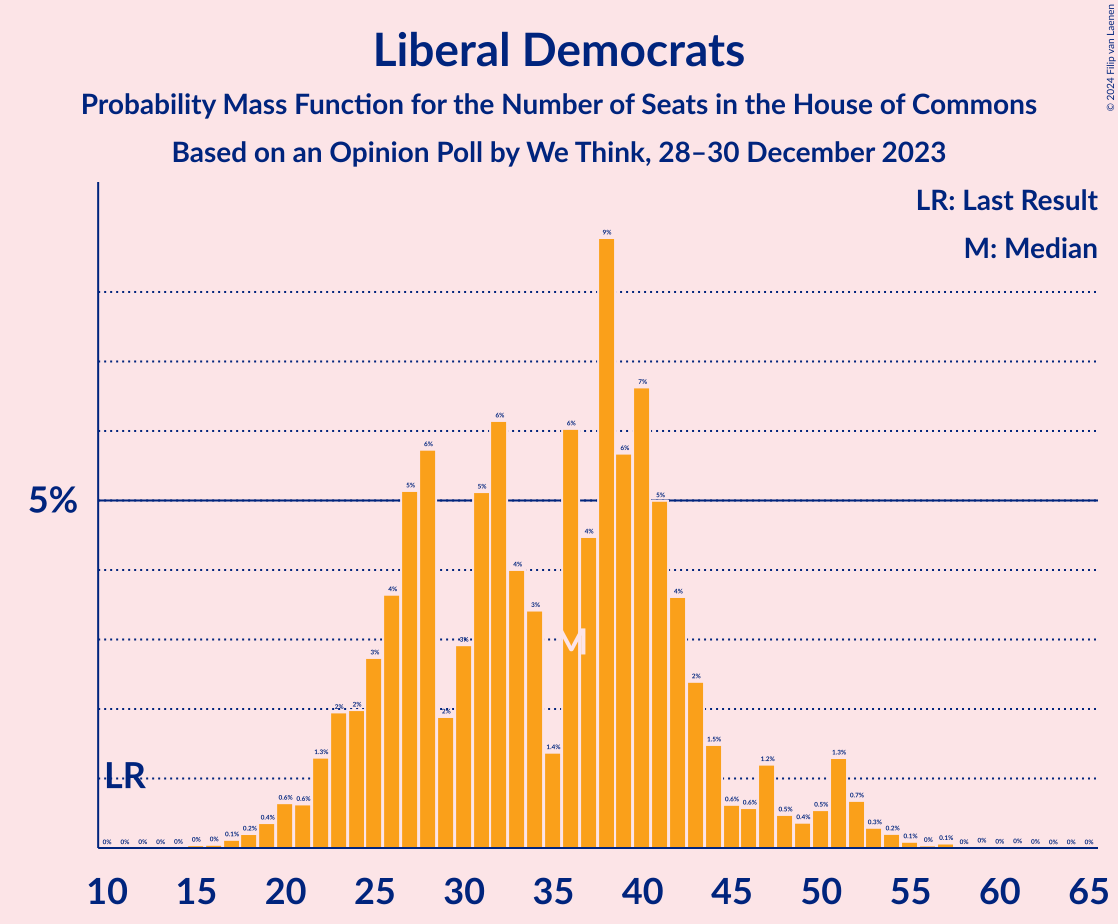 Liberal Democrats
Probability Mass Function for the Number of Seats in the House of Commons
Based on an Opinion Poll by We Think, 28–30 December 2023
© 2024 Filip van Laenen
LR: Last Result
M: Median
5%
LR
M
0% 0% 0% 0% 0% 0% 0% 0.1% 0.2% 0.4% 0.6% 0.6% 1.3% 2% 2% 3% 4% 5% 6% 2% 3% 5% 6% 4% 3% 1.4% 6% 4% 9% 6% 7% 5% 4% 2% 1.5% 0.6% 0.6% 1.2% 0.5% 0.4% 0.5% 1.3% 0.7% 0.3% 0.2% 0.1% 0% 0.1% 0% 0% 0% 0% 0% 0% 0% 0%
10 15 20 25 30 35 40 45 50 55 60 65